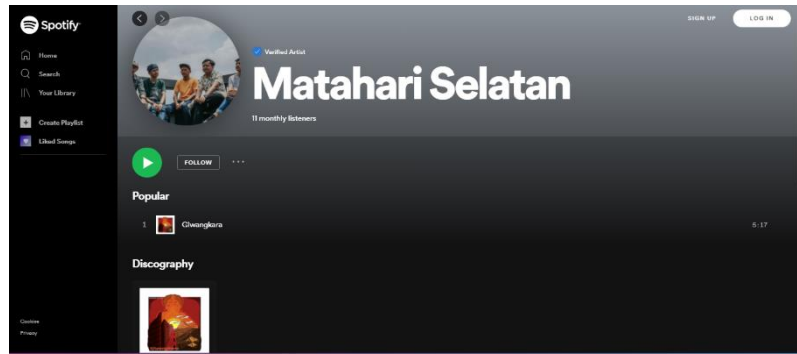 Spotify
Home
Search
Your Library
Create Playlist
Liked Songs
Cookies
Privacy
SIGN UP
LOG IN
Verified Artist
Matahari Selatan
11 monthly listeners
FOLLOW
Popular
1 Giwangkara 5:17
Discography